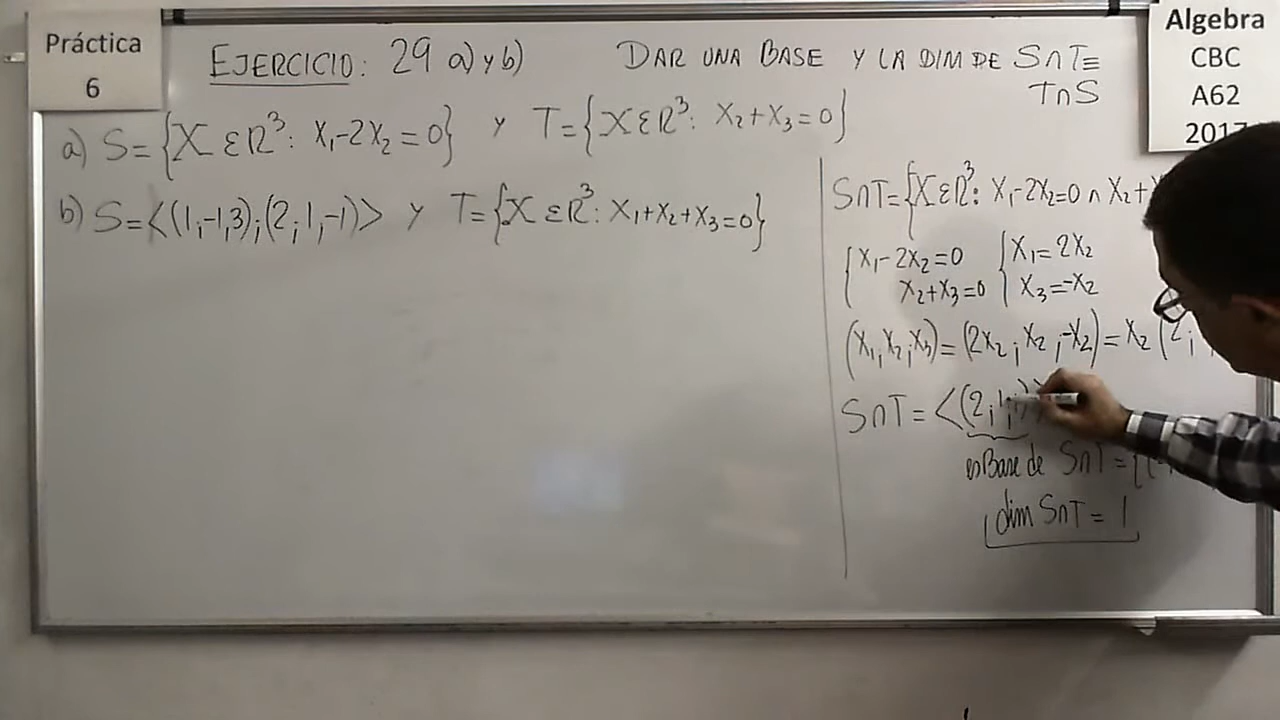 Práctica
6
EJERCICIO: 29 a) y b)
DAR UNA BASE Y LA DIM DE S∩T≡
T∩S
Algebra
CBC
A62
2017
a) S={X ∈ ℝ³: X₁-2X₂=0} y T={X ∈ ℝ³: X₂+X₃=0}
b) S=<(1;-1;3);(2;1;-1)> y T={X ∈ ℝ³: X₁+X₂+X₃=0}
S∩T={X∈ℝ³: X₁-2X₂=0 ∧ X₂+
{X₁-2X₂=0 {X₁=2X₂
X₂+X₃=0 X₃=-X₂
(X₁;X₂;X₃)=(2X₂;X₂;-X₂)=X₂(2;
S∩T=<(2;1;
es Base de S∩T={(
dim S∩T=1